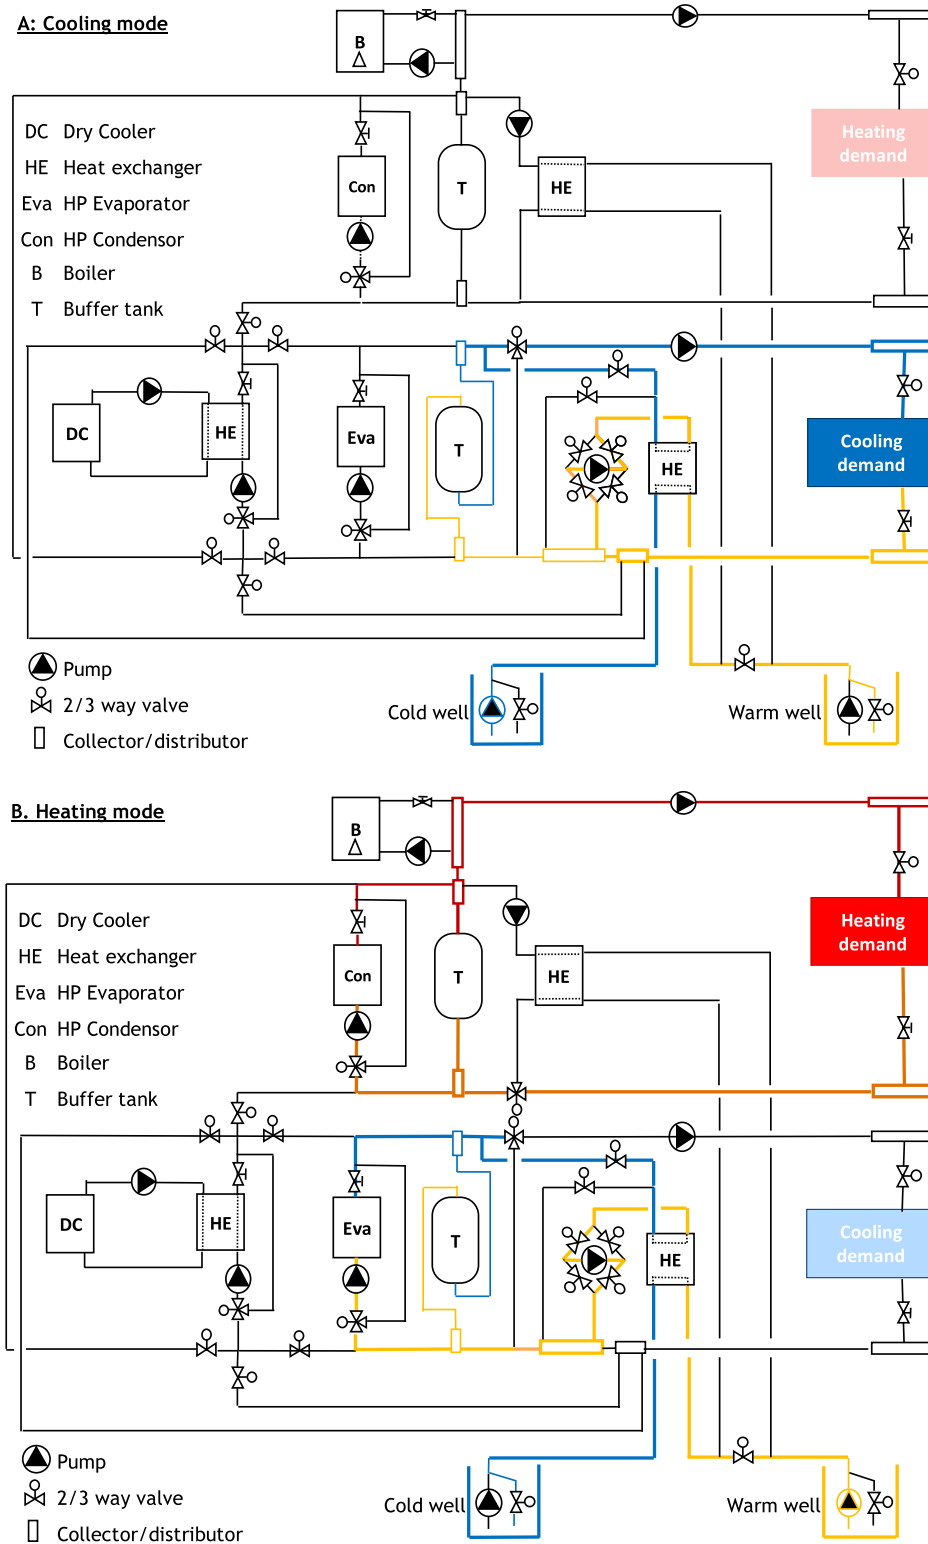 A: Cooling mode
B
DC Dry Cooler
HE Heat exchanger
Eva HP Evaporator
Con HP Condensor
B Boiler
T Buffer tank
Con
T
HE
Heating
demand
DC
HE
Eva
T
HE
Cooling
demand
Pump
2/3 way valve
Collector/distributor
Cold well
Warm well
B. Heating mode
B
DC Dry Cooler
HE Heat exchanger
Eva HP Evaporator
Con HP Condensor
B Boiler
T Buffer tank
Con
T
HE
Heating
demand
DC
HE
Eva
T
HE
Cooling
demand
Pump
2/3 way valve
Collector/distributor
Cold well
Warm well